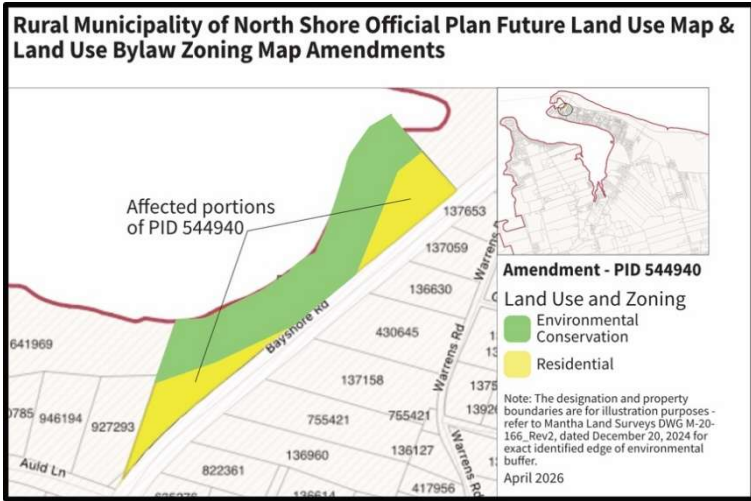 Rural Municipality of North Shore Official Plan Future Land Use Map &
Land Use Bylaw Zoning Map Amendments
Affected portions
of PID 544940
137653
137059
Warrens Rd
136630
Bayshore Rd
430645
641969
137158
Warrens Rd
946194
927293
755421
755421
136960
136127
Warrens Rd
Auld Ln
822361
417956
Amendment - PID 544940
Land Use and Zoning
Environmental
Conservation
Residential
Note: The designation and property
boundaries are for illustration purposes -
refer to Mantha Land Surveys DWG M-20-
166_Rev2, dated December 20, 2024 for
exact identified edge of environmental
buffer.
April 2026